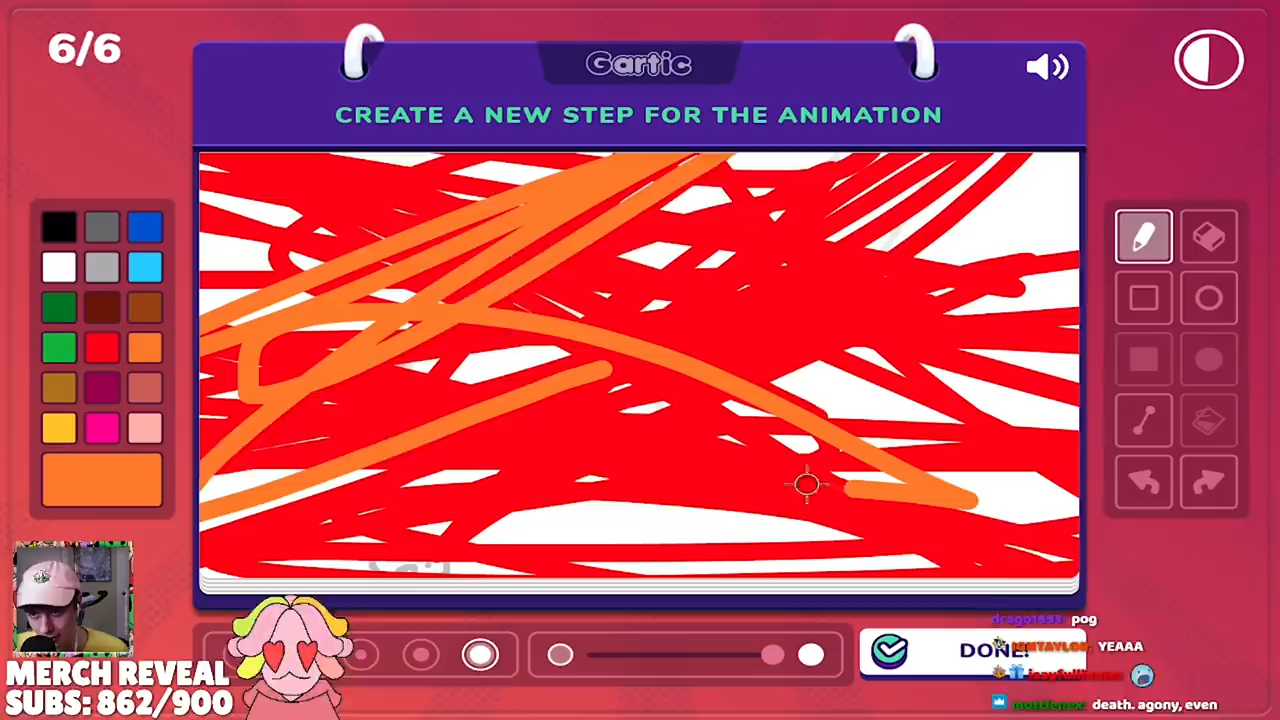 6/6
Gartic
CREATE A NEW STEP FOR THE ANIMATION
DONE!
drago1893: pog
YEAAA
MERCH REVEAL
SUBS: 862/900
death. agony, even